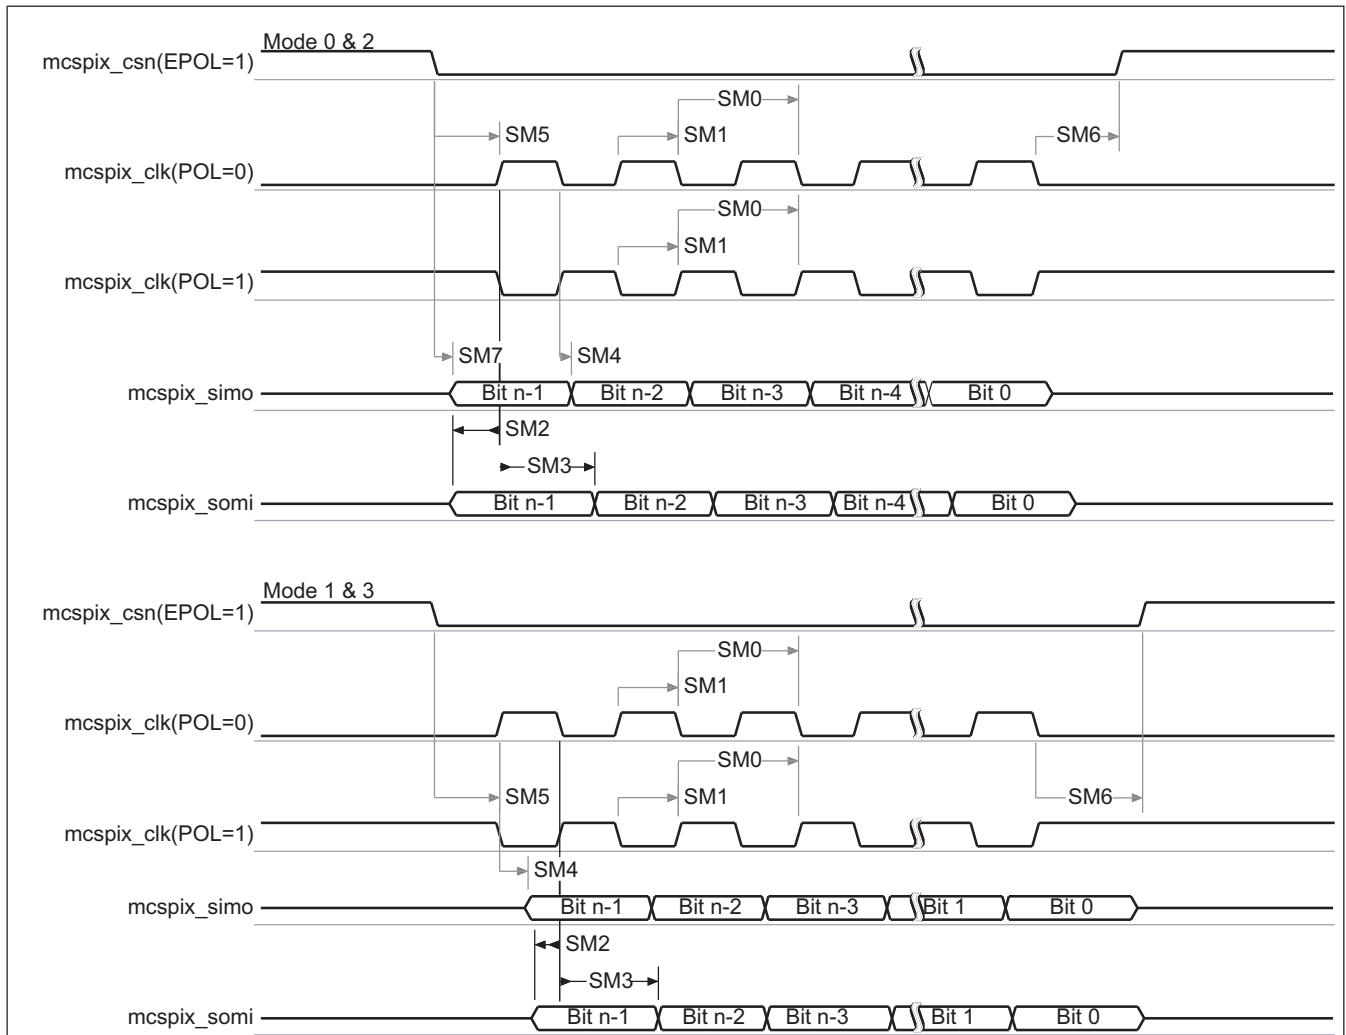 Mode 0 & 2
mcspix_csn(EPOL=1)
SM0
SM5
SM1
SM6
mcspix_clk(POL=0)
SM0
SM1
mcspix_clk(POL=1)
SM7
SM4
mcspix_simo
Bit n-1
Bit n-2
Bit n-3
Bit n-4
Bit 0
SM2
SM3
mcspix_somi
Bit n-1
Bit n-2
Bit n-3
Bit n-4
Bit 0
Mode 1 & 3
mcspix_csn(EPOL=1)
SM0
SM1
mcspix_clk(POL=0)
SM0
SM5
SM1
SM6
mcspix_clk(POL=1)
SM4
mcspix_simo
Bit n-1
Bit n-2
Bit n-3
Bit 1
Bit 0
SM2
SM3
mcspix_somi
Bit n-1
Bit n-2
Bit n-3
Bit 1
Bit 0